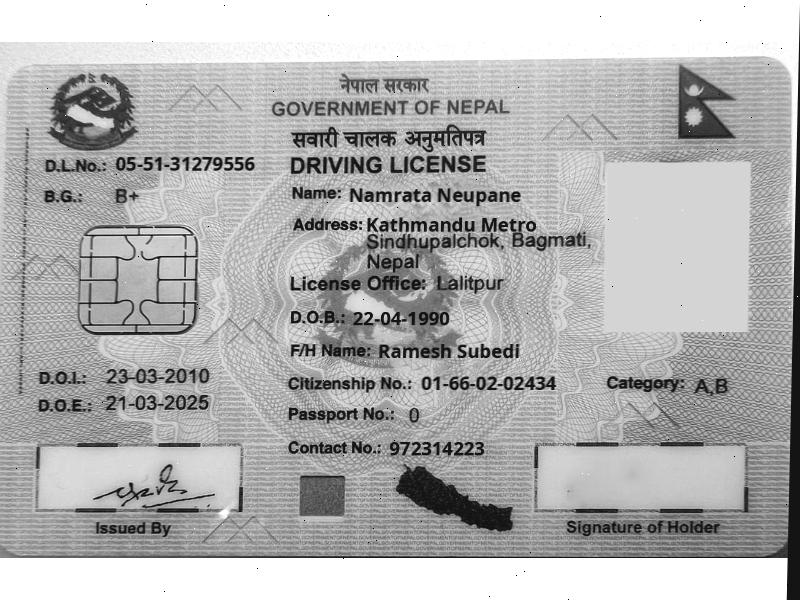 नेपाल सरकार
GOVERNMENT OF NEPAL
सवारी चालक अनुमतिपत्र
DRIVING LICENSE
D.L.No.: 05-51-31279556
B.G.: B+
Name: Namrata Neupane
Address: Kathmandu Metro
Sindhupalchok, Bagmati,
Nepal
License Office: Lalitpur
D.O.B.: 22-04-1990
F/H Name: Ramesh Subedi
D.O.I.: 23-03-2010
Citizenship No.: 01-66-02-02434
Category: A,B
D.O.E.: 21-03-2025
Passport No.: 0
Contact No.: 972314223
Issued By
Signature of Holder